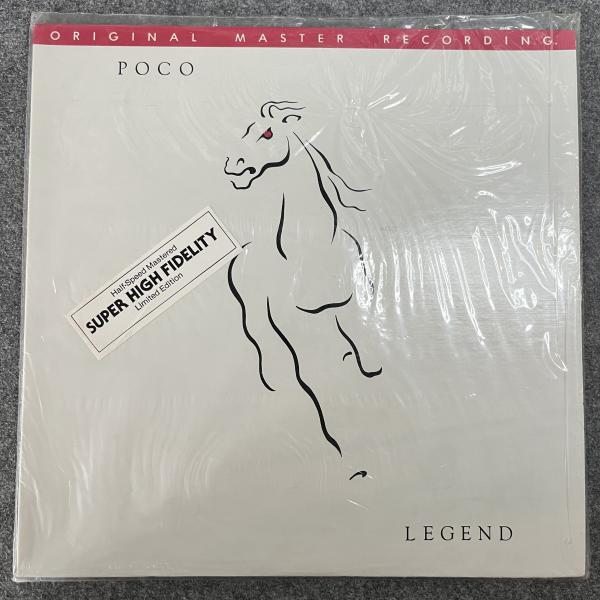 ORIGINAL MASTER RECORDING
POCO
Half-Speed Mastered
SUPER HIGH FIDELITY
Limited Edition
LEGEND